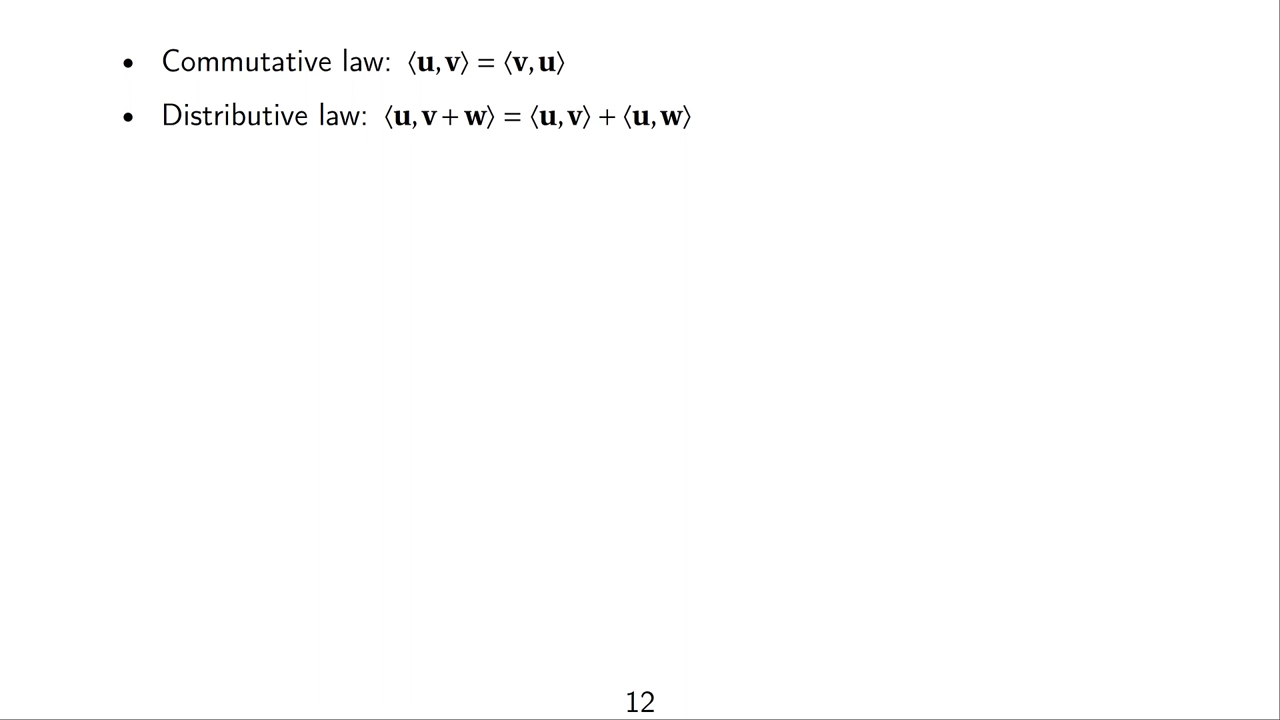 • Commutative law: ⟨u, v⟩ = ⟨v, u⟩
• Distributive law: ⟨u, v + w⟩ = ⟨u, v⟩ + ⟨u, w⟩
12